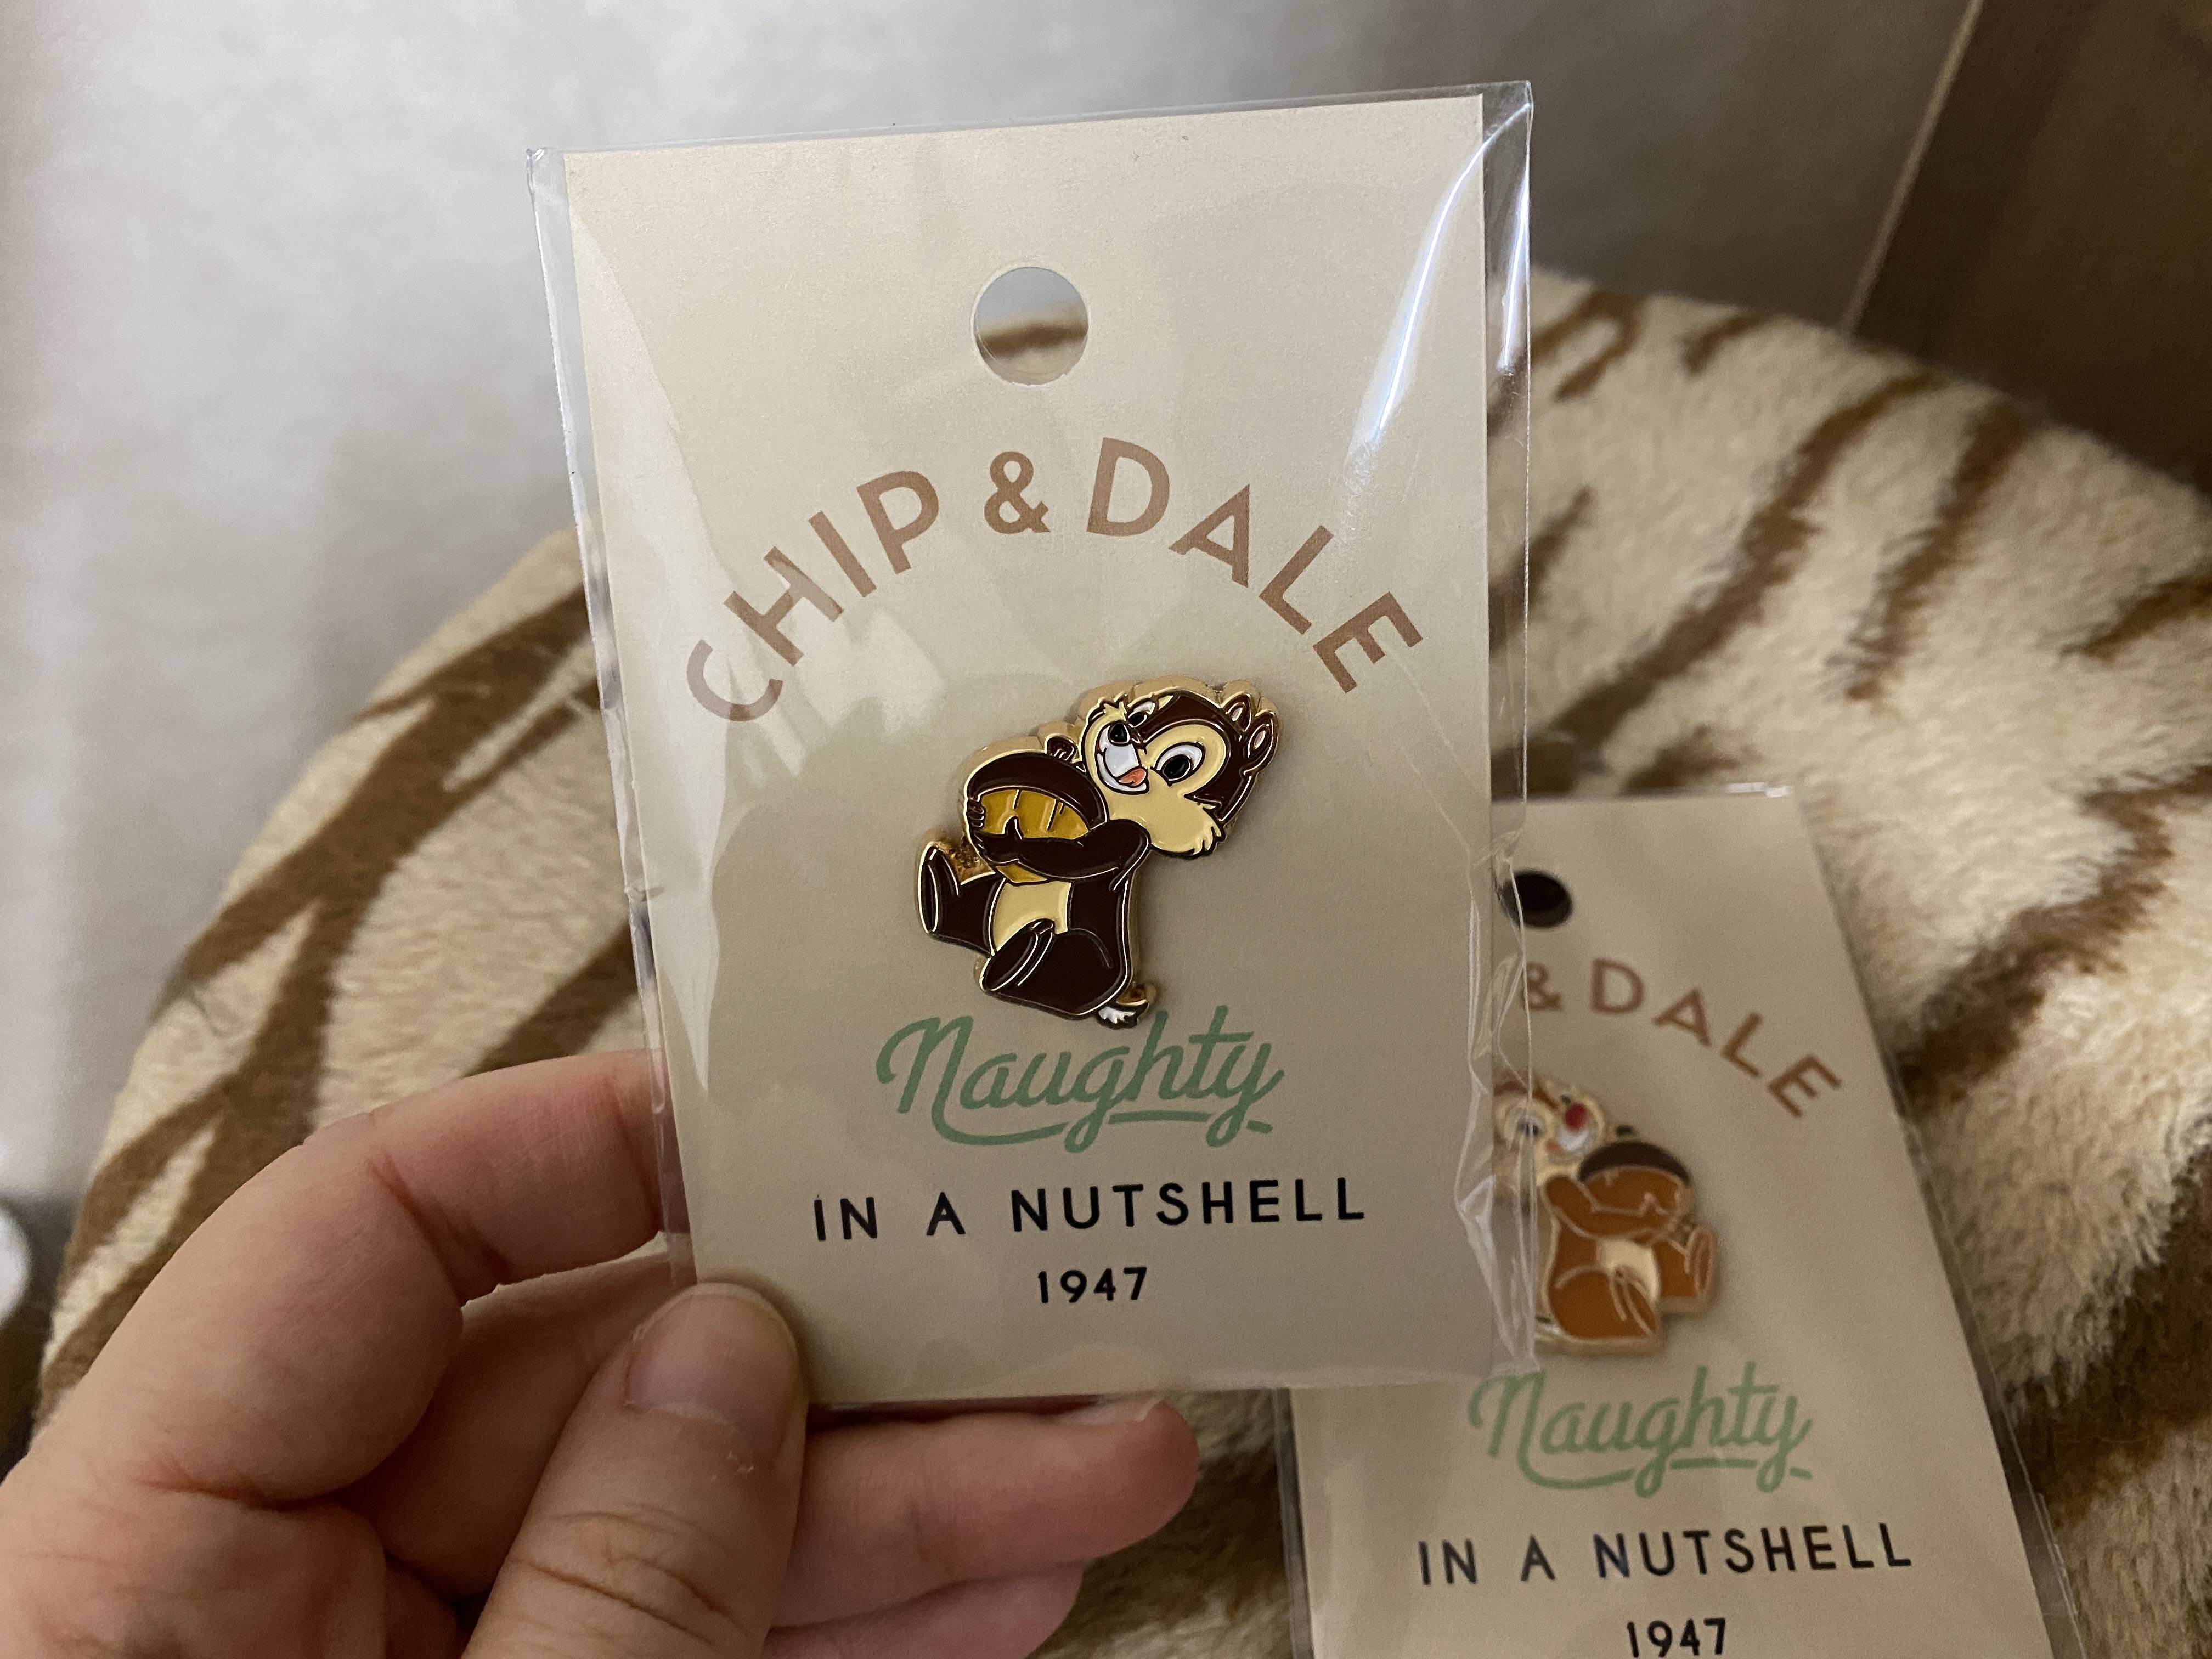 CHIP & DALE
Naughty
IN A NUTSHELL
1947
& DALE
Naughty
IN A NUTSHELL
1947